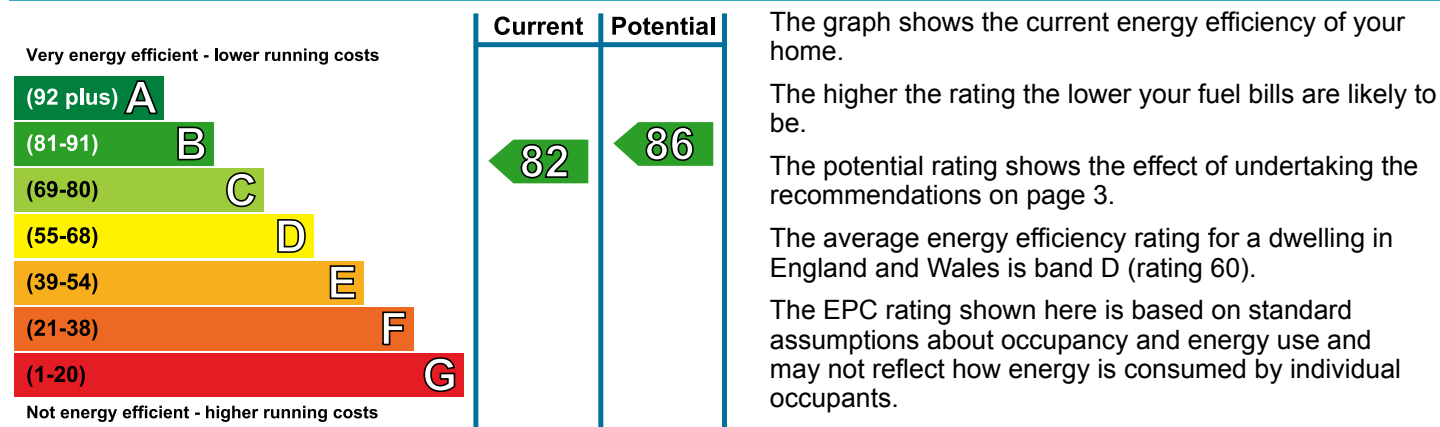 Current Potential
Very energy efficient - lower running costs
(92 plus) A
(81-91) B
(69-80) C
(55-68) D
(39-54) E
(21-38) F
(1-20) G
Not energy efficient - higher running costs
82
86
The graph shows the current energy efficiency of your
home.
The higher the rating the lower your fuel bills are likely to
be.
The potential rating shows the effect of undertaking the
recommendations on page 3.
The average energy efficiency rating for a dwelling in
England and Wales is band D (rating 60).
The EPC rating shown here is based on standard
assumptions about occupancy and energy use and
may not reflect how energy is consumed by individual
occupants.